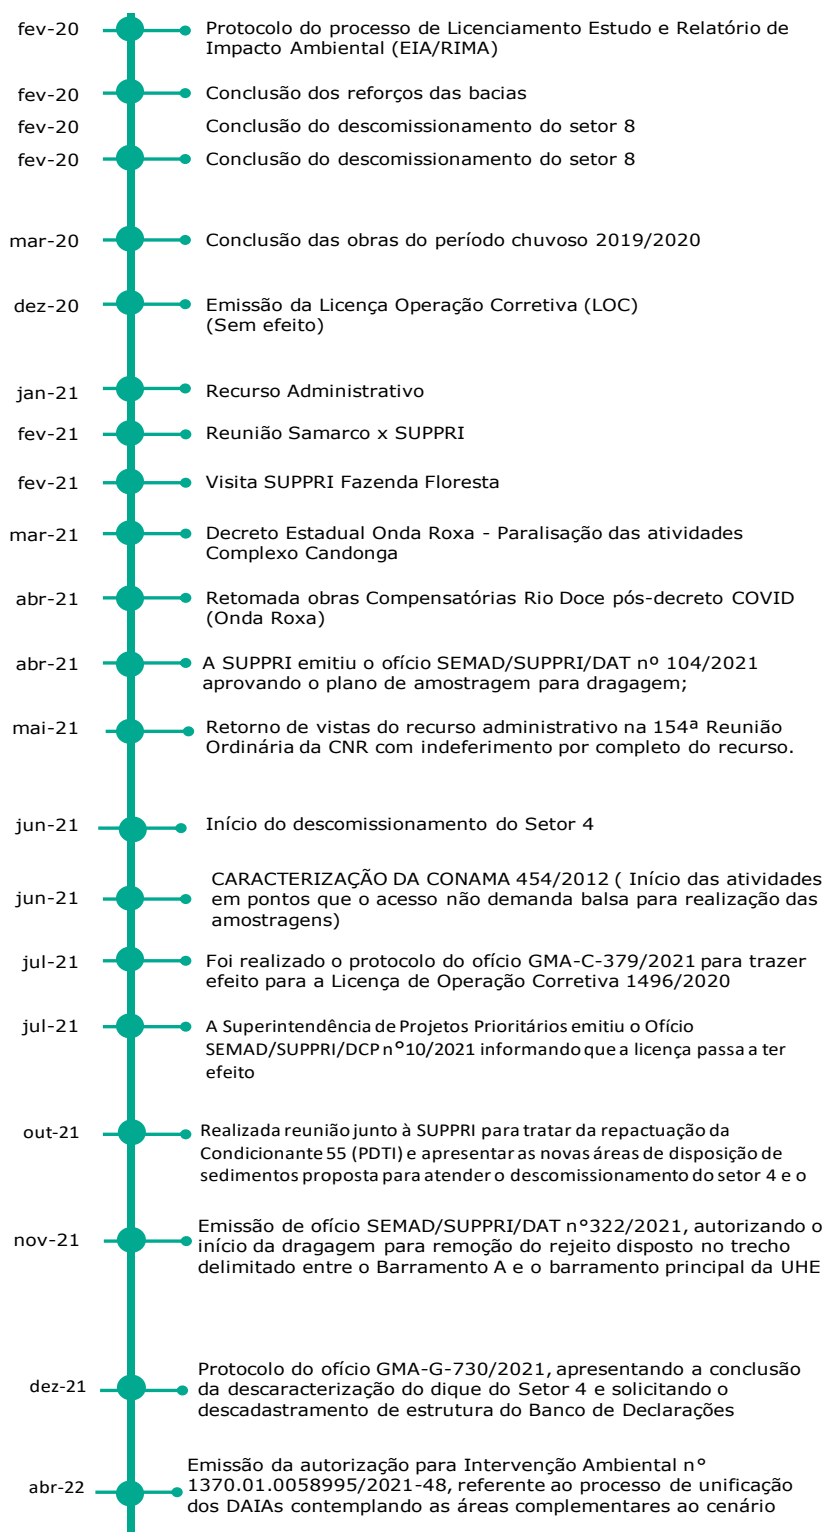 fev-20
Protocolo do processo de Licenciamento Estudo e Relatório de
Impacto Ambiental (EIA/RIMA)
fev-20
Conclusão dos reforços das bacias
fev-20
Conclusão do descomissionamento do setor 8
fev-20
Conclusão do descomissionamento do setor 8
mar-20
Conclusão das obras do período chuvoso 2019/2020
dez-20
Emissão da Licença Operação Corretiva (LOC)
(Sem efeito)
jan-21
Recurso Administrativo
fev-21
Reunião Samarco x SUPPRI
fev-21
Visita SUPPRI Fazenda Floresta
mar-21
Decreto Estadual Onda Roxa - Paralisação das atividades
Complexo Candonga
abr-21
Retomada obras Compensatórias Rio Doce pós-decreto COVID
(Onda Roxa)
abr-21
A SUPPRI emitiu o ofício SEMAD/SUPPRI/DAT nº 104/2021
aprovando o plano de amostragem para dragagem;
mai-21
Retorno de vistas do recurso administrativo na 154ª Reunião
Ordinária da CNR com indeferimento por completo do recurso.
jun-21
Início do descomissionamento do Setor 4
jun-21
CARACTERIZAÇÃO DA CONAMA 454/2012 ( Início das atividades
em pontos que o acesso não demanda balsa para realização das
amostragens)
jul-21
Foi realizado o protocolo do ofício GMA-C-379/2021 para trazer
efeito para a Licença de Operação Corretiva 1496/2020
jul-21
A Superintendência de Projetos Prioritários emitiu o Ofício
SEMAD/SUPPRI/DCP n°10/2021 informando que a licença passa a ter
efeito
out-21
Realizada reunião junto à SUPPRI para tratar da repactuação da
Condicionante 55 (PDTI) e apresentar as novas áreas de disposição de
sedimentos proposta para atender o descomissionamento do setor 4 e o
nov-21
Emissão de ofício SEMAD/SUPPRI/DAT n°322/2021, autorizando o
início da dragagem para remoção do rejeito disposto no trecho
delimitado entre o Barramento A e o barramento principal da UHE
dez-21
Protocolo do ofício GMA-G-730/2021, apresentando a conclusão
da descaracterização do dique do Setor 4 e solicitando o
descadastramento de estrutura do Banco de Declarações
abr-22
Emissão da autorização para Intervenção Ambiental n°
1370.01.0058995/2021-48, referente ao processo de unificação
dos DAIAs contemplando as áreas complementares ao cenário